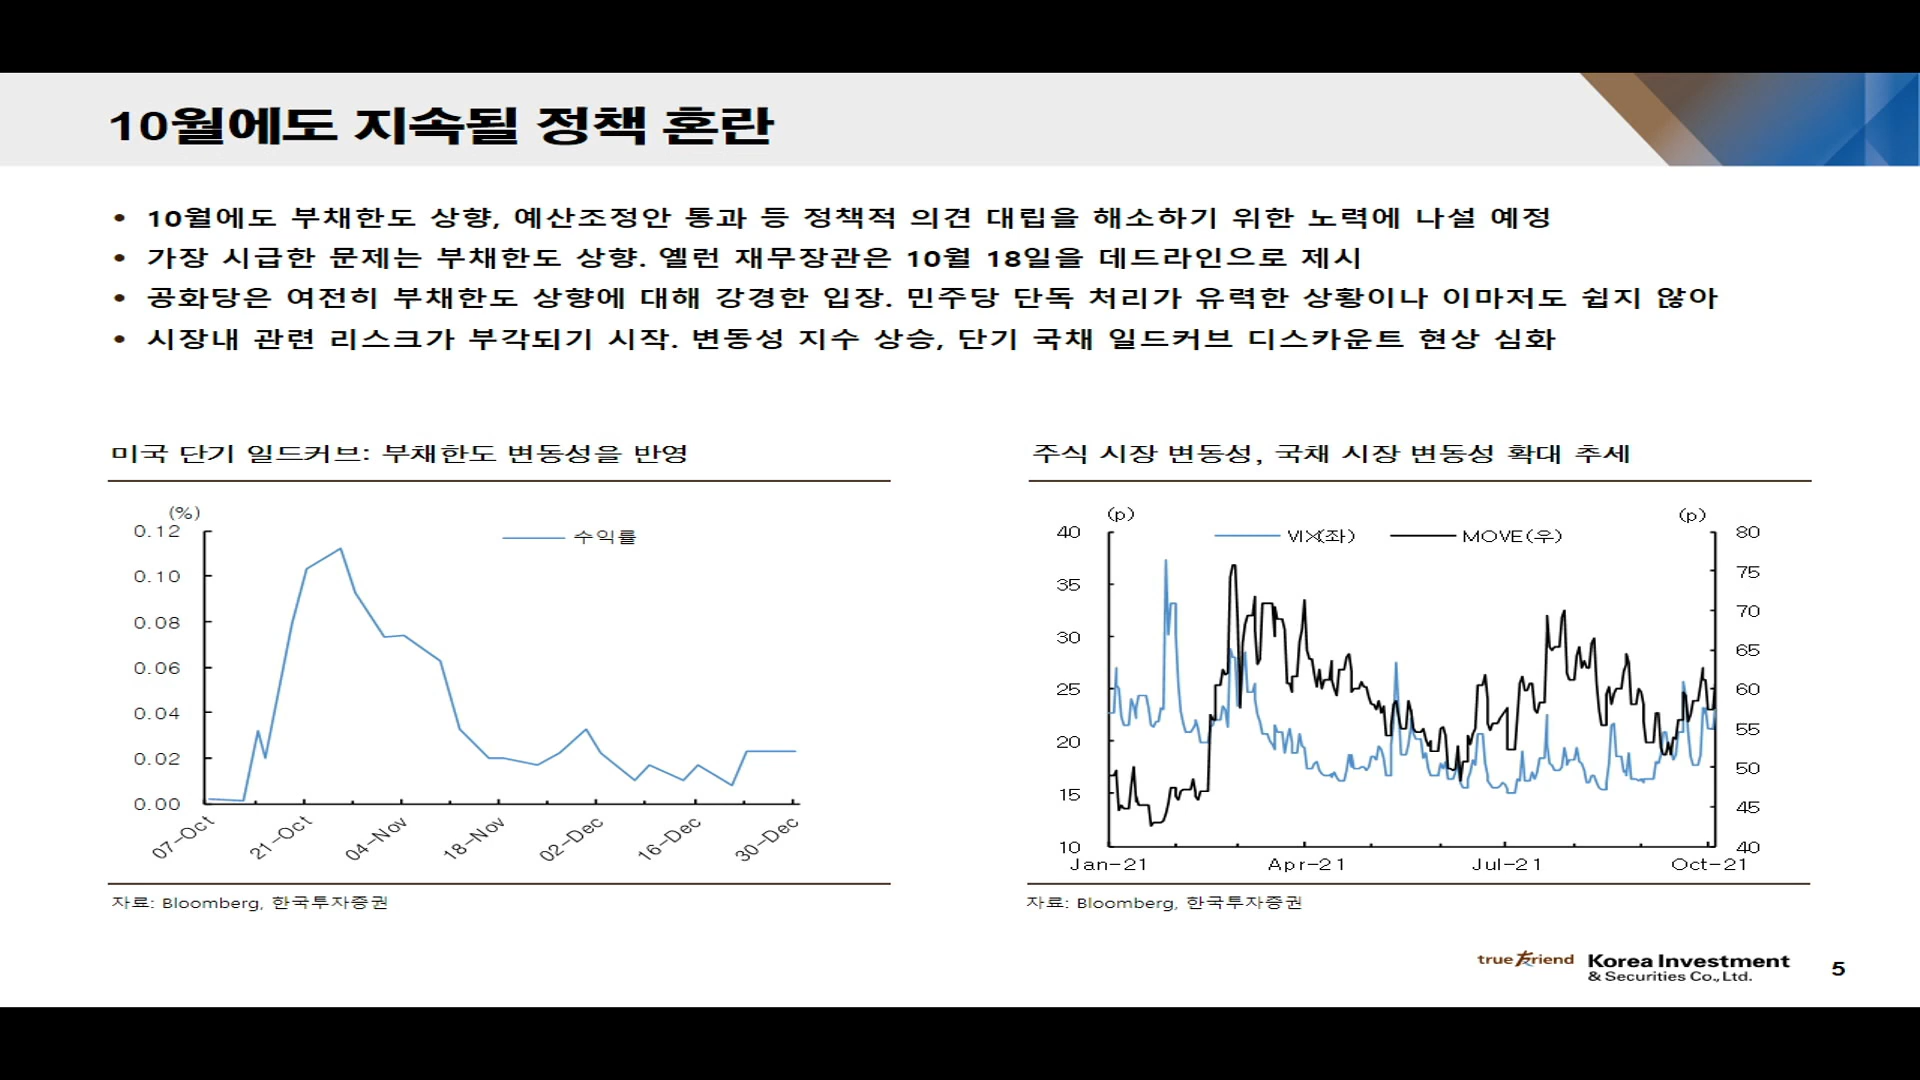 10월에도 지속될 정책 혼란
• 10월에도 부채한도 상향, 예산조정안 통과 등 정책적 의견 대립을 해소하기 위한 노력에 나설 예정
• 가장 시급한 문제는 부채한도 상향. 옐런 재무장관은 10월 18일을 데드라인으로 제시
• 공화당은 여전히 부채한도 상향에 대해 강경한 입장. 민주당 단독 처리가 유력한 상황이나 이마저도 쉽지 않아
• 시장내 관련 리스크가 부각되기 시작. 변동성 지수 상승, 단기 국채 일드커브 디스카운트 현상 심화
미국 단기 일드커브: 부채한도 변동성을 반영
(%)
수익률
0.12
0.10
0.08
0.06
0.04
0.02
0.00
07-Oct
21-Oct
04-Nov
18-Nov
02-Dec
16-Dec
30-Dec
자료: Bloomberg, 한국투자증권
주식 시장 변동성, 국채 시장 변동성 확대 추세
(p)
(p)
VIX(좌)
MOVE(우)
40
35
30
25
20
15
10
80
75
70
65
60
55
50
45
40
Jan-21
Apr-21
Jul-21
Oct-21
자료: Bloomberg, 한국투자증권
true友riend
Korea Investment
& Securities Co., Ltd.
5